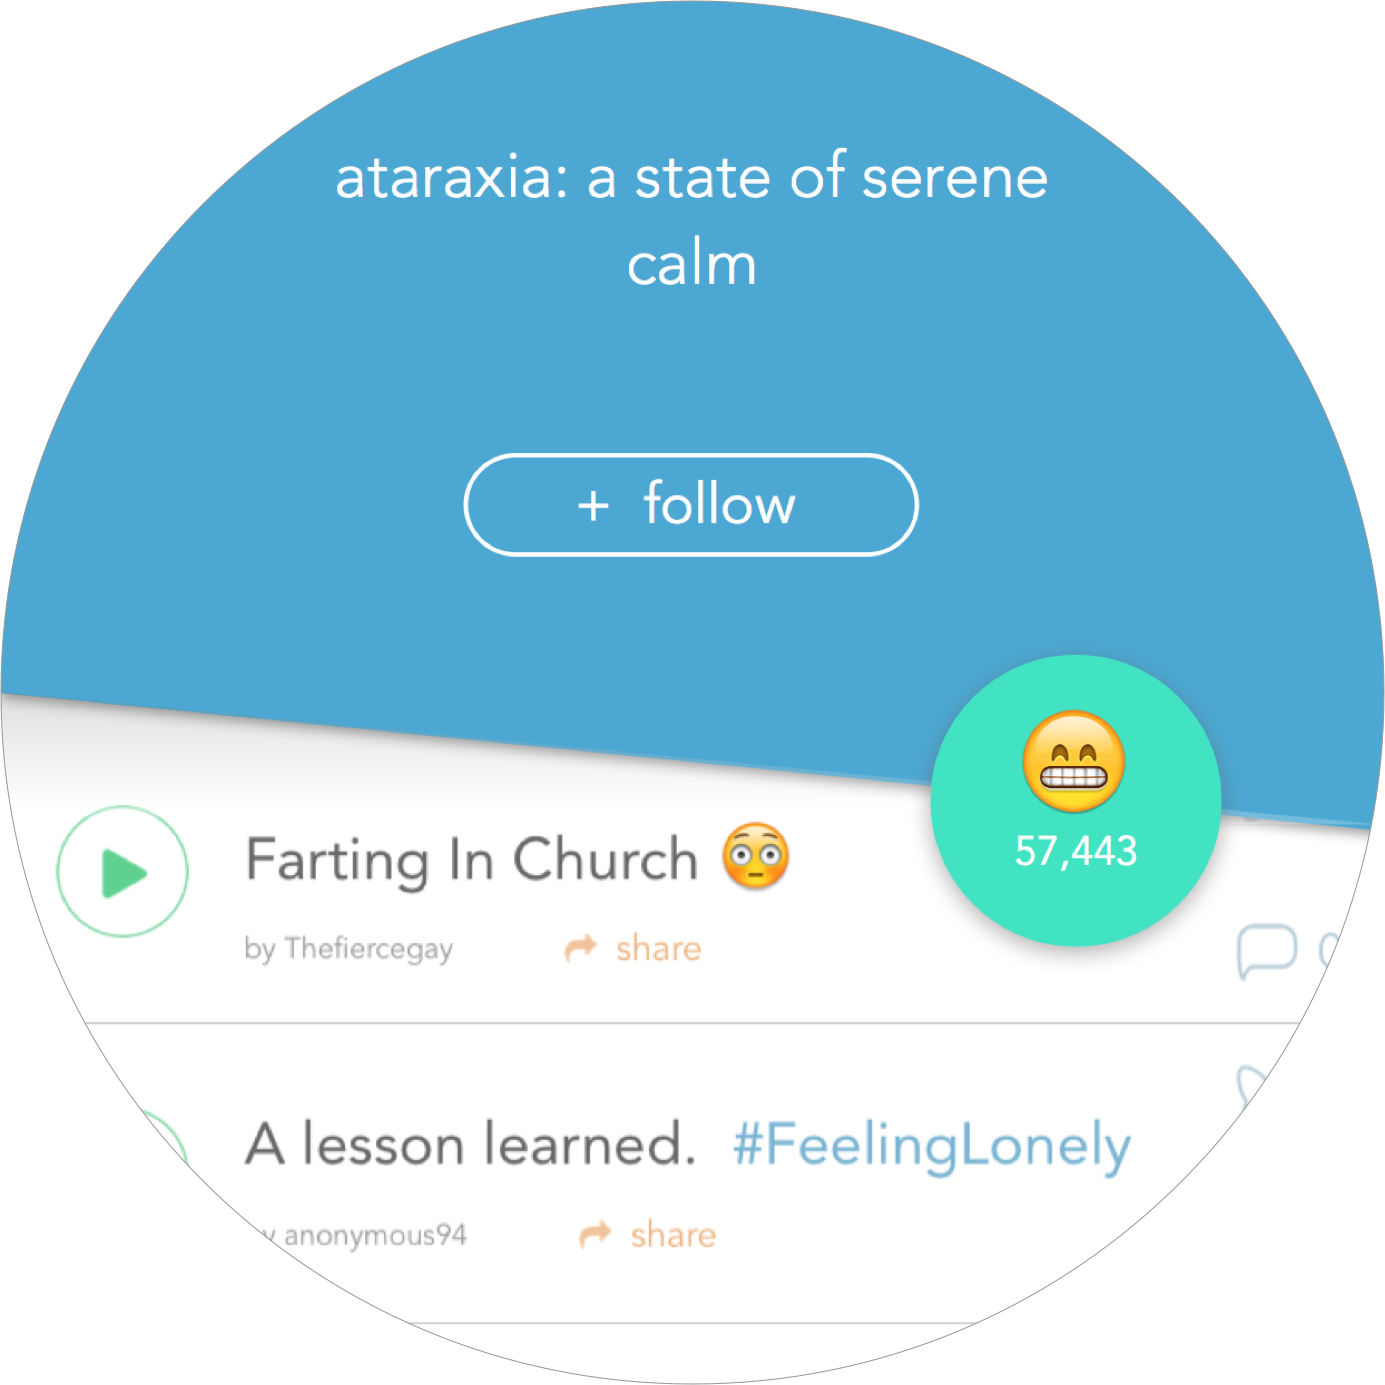 ataraxia: a state of serene
calm
+ follow
57,443
Farting In Church 😳
by Thefiercegay share
A lesson learned. #FeelingLonely
anonymous94 share